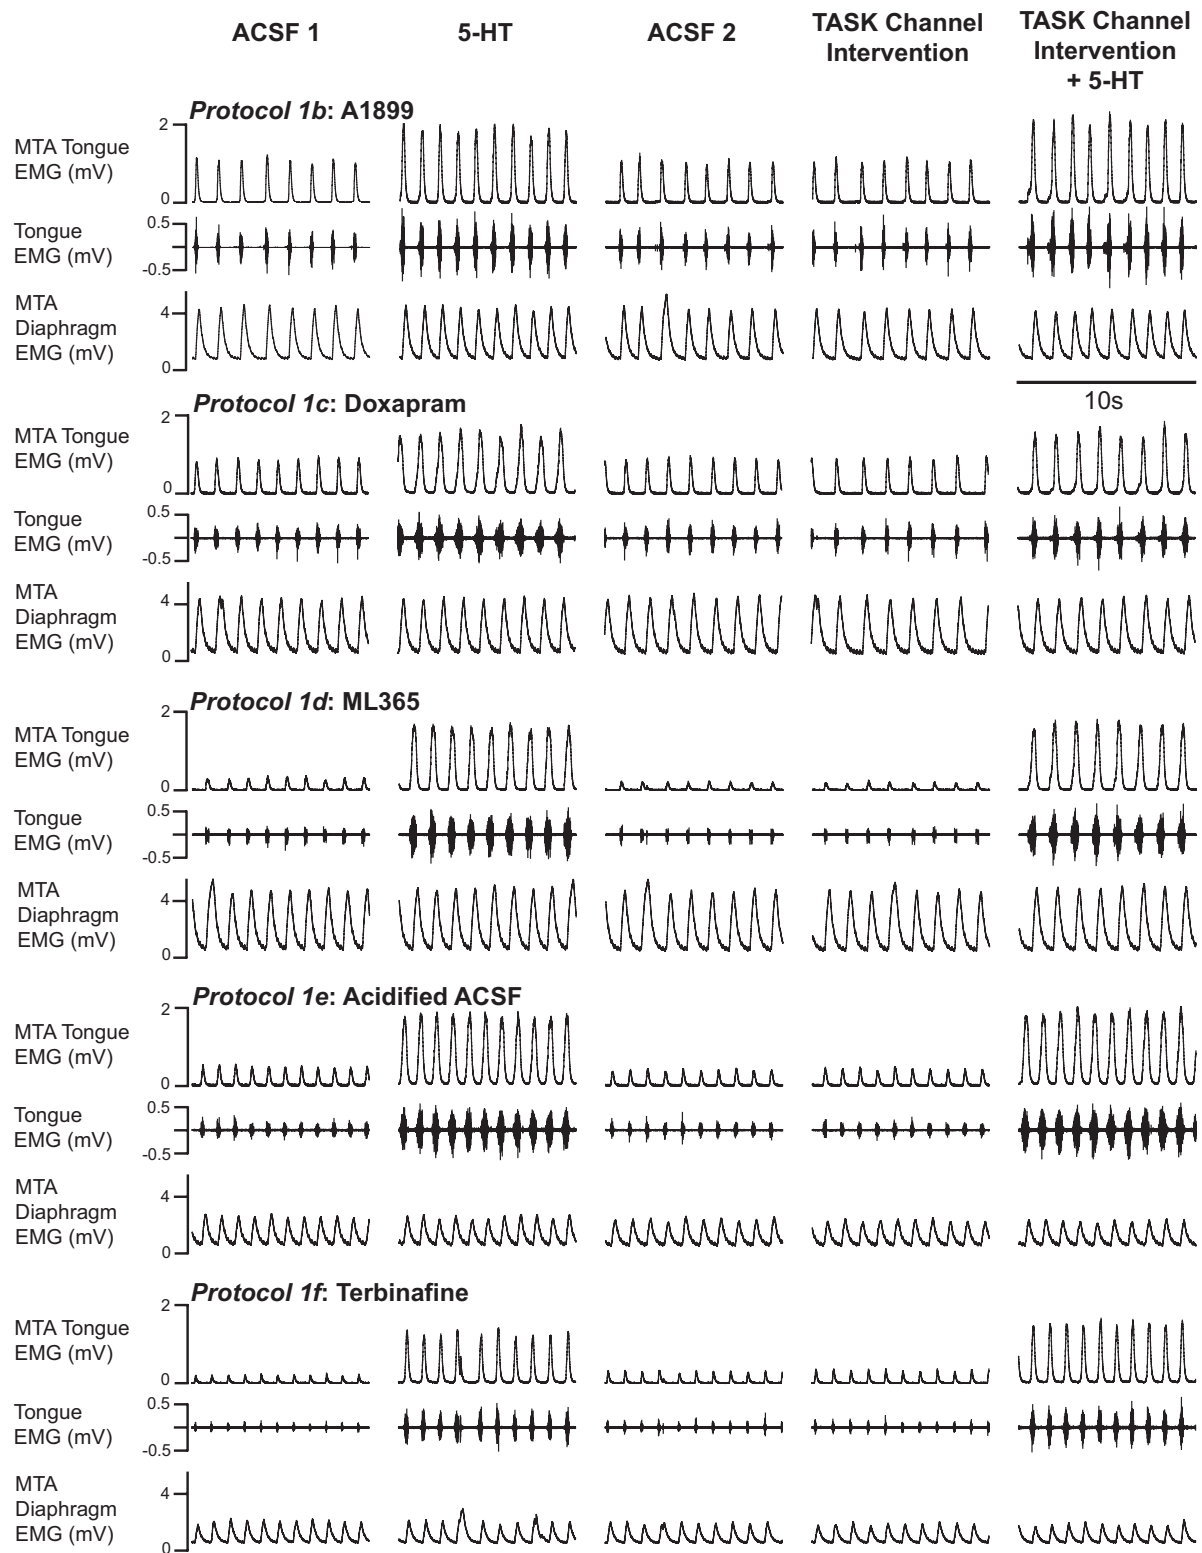 ACSF 1
5-HT
ACSF 2
TASK Channel
Intervention
TASK Channel
Intervention
+ 5-HT
Protocol 1b: A1899
MTA Tongue
EMG (mV)
2
0
Tongue
EMG (mV)
0.5
-0.5
MTA
Diaphragm
EMG (mV)
4
0
10s
Protocol 1c: Doxapram
MTA Tongue
EMG (mV)
2
0
Tongue
EMG (mV)
0.5
-0.5
MTA
Diaphragm
EMG (mV)
4
0
Protocol 1d: ML365
MTA Tongue
EMG (mV)
2
0
Tongue
EMG (mV)
0.5
-0.5
MTA
Diaphragm
EMG (mV)
4
0
Protocol 1e: Acidified ACSF
MTA Tongue
EMG (mV)
2
0
Tongue
EMG (mV)
0.5
-0.5
MTA
Diaphragm
EMG (mV)
4
0
Protocol 1f: Terbinafine
MTA Tongue
EMG (mV)
2
0
Tongue
EMG (mV)
0.5
-0.5
MTA
Diaphragm
EMG (mV)
4
0